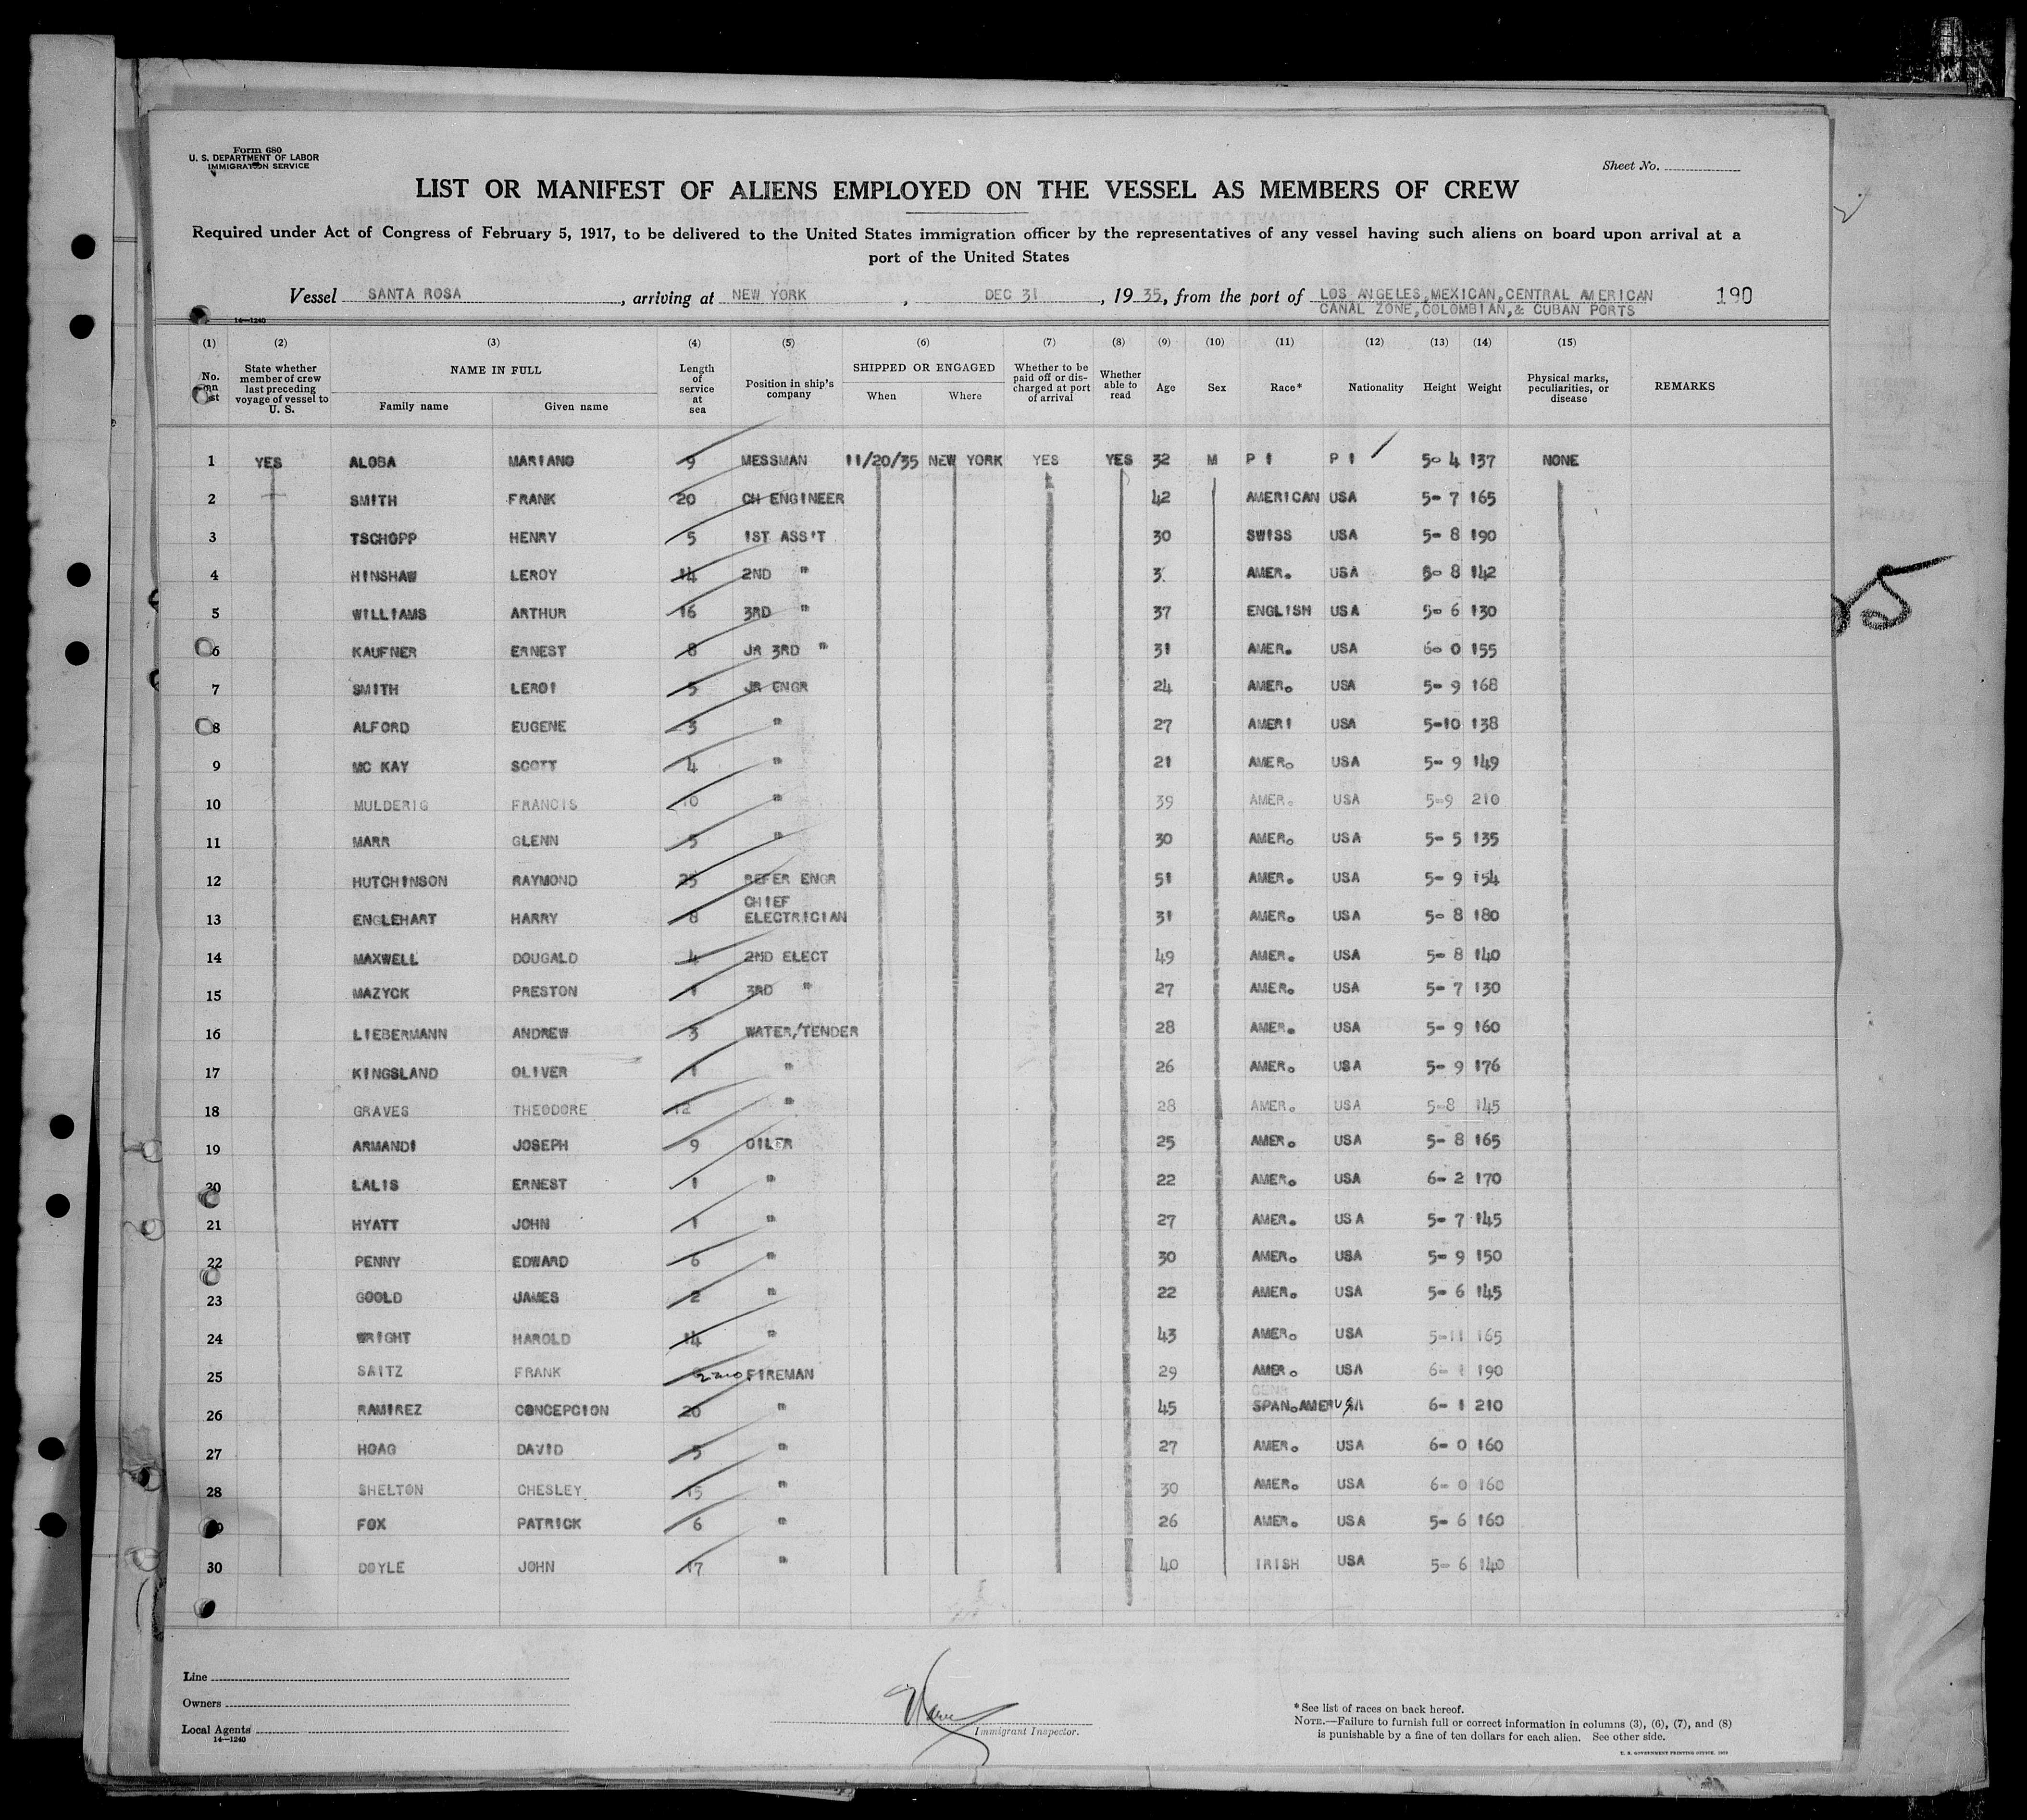 Form 680
U. S. DEPARTMENT OF LABOR
IMMIGRATION SERVICE
Sheet No.
LIST OR MANIFEST OF ALIENS EMPLOYED ON THE VESSEL AS MEMBERS OF CREW
Required under Act of Congress of February 5, 1917, to be delivered to the United States immigration officer by the representatives of any vessel having such aliens on board upon arrival at a
port of the United States
Vessel SANTA ROSA, arriving at NEW YORK, DEC 31, 1935, from the port of LOS ANGELES, MEXICAN, CENTRAL AMERICAN 190
CANAL ZONE, COLOMBIAN, & CUBAN PORTS
14—1240
(1) (2) (3) (4) (5) (6) (7) (8) (9) (10) (11) (12) (13) (14) (15)
No. on list State whether member of crew last preceding voyage of vessel to U. S. NAME IN FULL Family name Given name Length of service at sea Position in ship's company SHIPPED OR ENGAGED When Where Whether to be paid off or discharged at port of arrival Whether able to read Age Sex Race* Nationality Height Weight Physical marks, peculiarities, or disease REMARKS
1 YES ALOBA MARIANO 9 MESSMAN 11/20/35 NEW YORK YES YES 32 M P I P I 5- 4 137 NONE
2 SMITH FRANK 20 CH ENGINEER 42 AMERICAN USA 5- 7 165
3 TSCHOPP HENRY 5 1ST ASS'T 30 SWISS USA 5- 8 190
4 HINSHAW LEROY 14 2ND " 3 AMER. USA 5- 8 142
5 WILLIAMS ARTHUR 16 3RD " 37 ENGLISH USA 5- 6 130
6 KAUFNER ERNEST 8 JR 3RD " 31 AMER. USA 6- 0 155
7 SMITH LEROI 5 JR ENGR 24 AMER. USA 5- 9 168
8 ALFORD EUGENE 3 " 27 AMERI USA 5-10 138
9 MC KAY SCOTT 4 " 21 AMER. USA 5- 9 149
10 MULDERIG FRANCIS 10 " 39 AMER. USA 5-9 210
11 MARR GLENN 5 " 30 AMER. USA 5- 5 135
12 HUTCHINSON RAYMOND 25 REFER ENGR 51 AMER. USA 5- 9 154
13 ENGLEHART HARRY 8 CHIEF ELECTRICIAN 31 AMER. USA 5- 8 180
14 MAXWELL DOUGALD 4 2ND ELECT 49 AMER. USA 5- 8 140
15 MAZYCK PRESTON 1 3RD " 27 AMER. USA 5- 7 130
16 LIEBERMANN ANDREW 3 WATER/TENDER 28 AMER. USA 5- 9 160
17 KINGSLAND OLIVER 1 " 26 AMER. USA 5- 9 176
18 GRAVES THEODORE 12 " 28 AMER. USA 5-8 145
19 ARMANDI JOSEPH 9 OILER 25 AMER. USA 5- 8 165
20 LALIS ERNEST 1 " 22 AMER. USA 6- 2 170
21 HYATT JOHN 1 " 27 AMER. USA 5- 7 145
22 PENNY EDWARD 6 " 30 AMER. USA 5- 9 150
23 GOOLD JAMES 2 " 22 AMER. USA 5- 6 145
24 WRIGHT HAROLD 14 " 43 AMER. USA 5-11 165
25 SAITZ FRANK 2 mo FIREMAN 29 AMER. USA 6- 1 190
26 RAMIREZ CONCEPCION 20 " 45 SPAN.AMER USA 6- 1 210
27 HOAG DAVID 5 " 27 AMER. USA 6- 0 160
28 SHELTON CHESLEY 15 " 30 AMER. USA 6- 0 160
29 FOX PATRICK 6 " 26 AMER. USA 5- 6 160
30 DOYLE JOHN 17 " 40 IRISH USA 5- 6 140
Line
Owners
Local Agents
14—1240
Immigrant Inspector.
* See list of races on back hereof.
NOTE.—Failure to furnish full or correct information in columns (3), (6), (7), and (8)
is punishable by a fine of ten dollars for each alien. See other side.